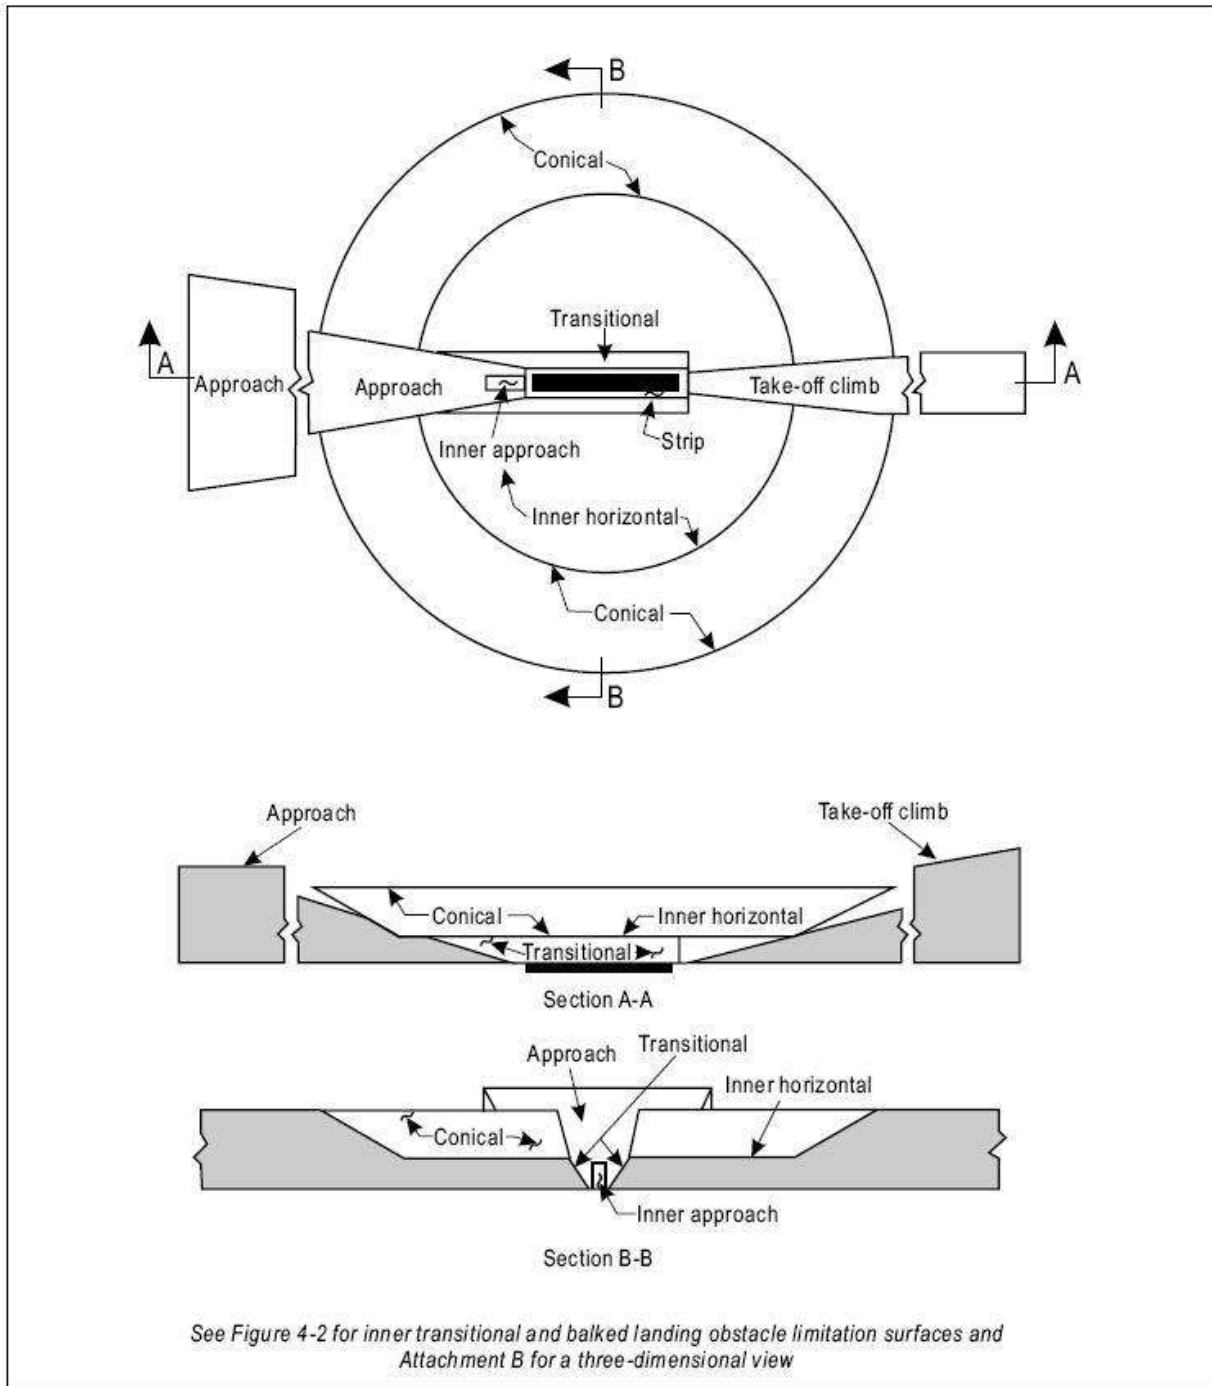 B
Conical
Transitional
A
Approach
Approach
Take-off climb
A
Inner approach
Strip
Inner horizontal
Conical
B
Approach
Take-off climb
Conical
Inner horizontal
Transitional
Section A-A
Transitional
Approach
Inner horizontal
Conical
Inner approach
Section B-B
See Figure 4-2 for inner transitional and balked landing obstacle limitation surfaces and
Attachment B for a three-dimensional view